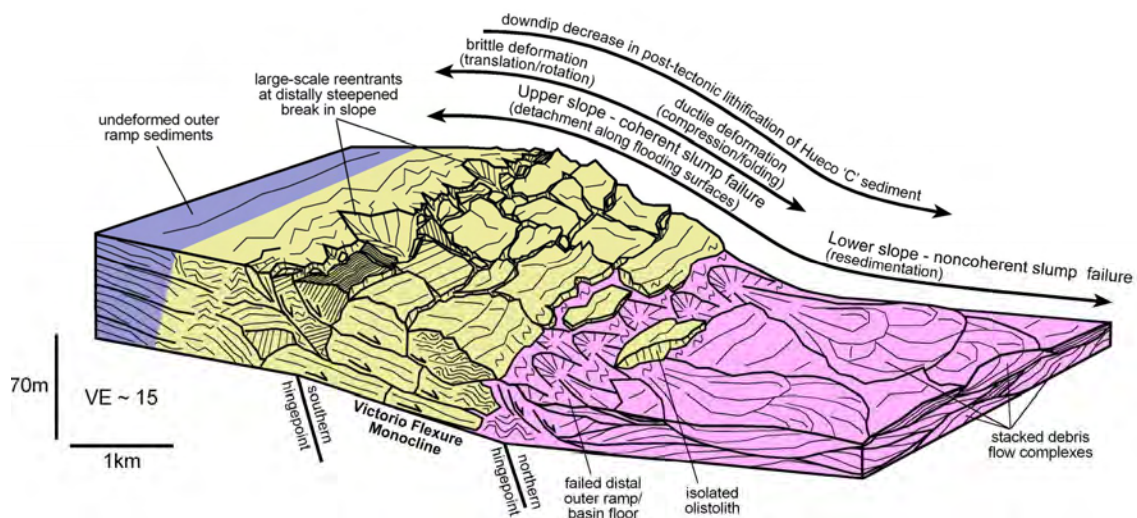 downdip decrease in post-tectonic lithification of Hueco 'C' sediment
brittle deformation
(translation/rotation)
ductile deformation
(compression/folding)
Upper slope - coherent slump failure
(detachment along flooding surfaces)
Lower slope - noncoherent slump failure
(resedimentation)
large-scale reentrants
at distally steepened
break in slope
undeformed outer
ramp sediments
70m
VE ~ 15
1km
southern
hingepoint
Victorio Flexure
Monocline
northern
hingepoint
failed distal
outer ramp/
basin floor
isolated
olistolith
stacked debris
flow complexes